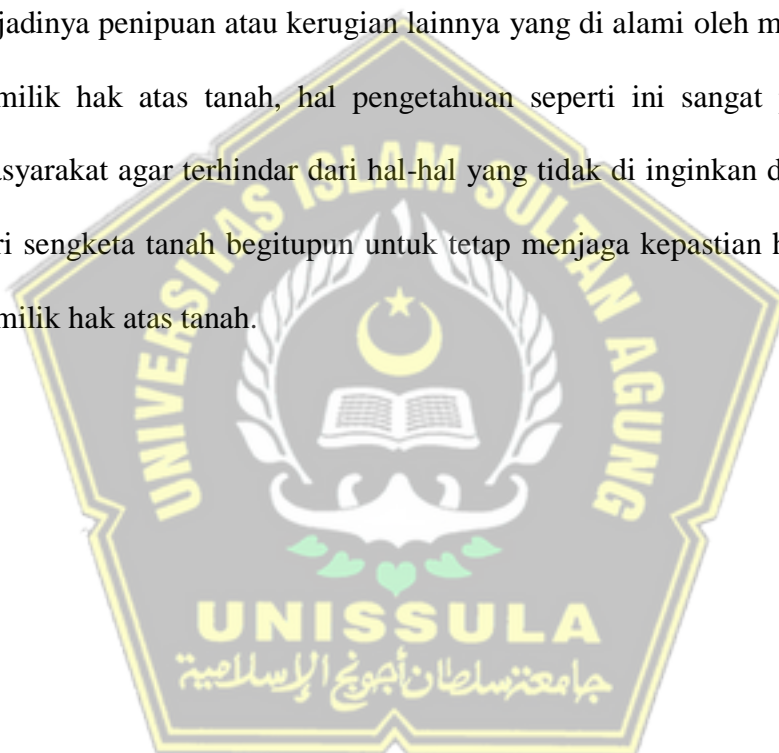 jadinya penipuan atau kerugian lainnya yang di alami oleh m
milik hak atas tanah, hal pengetahuan seperti ini sangat
syarakat agar terhindar dari hal-hal yang tidak di inginkan d
ri sengketa tanah begitupun untuk tetap menjaga kepastian h
milik hak atas tanah.
UNIVERSITAS ISLAM SULTAN AGUNG
UNISSULA
جامعة سلطان أجونج الإسلامية